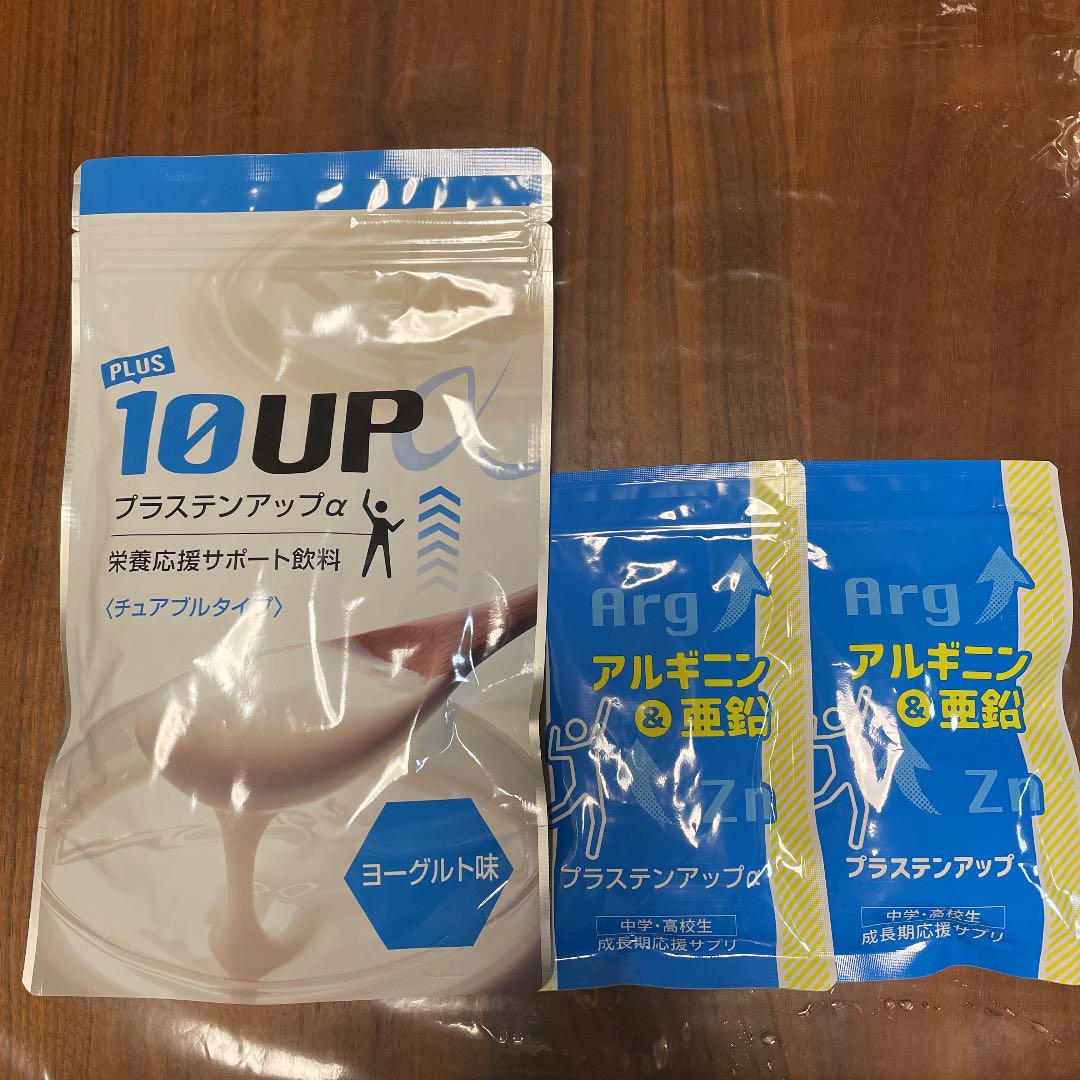 PLUS
10UPα
プラステンアップα
栄養応援サポート飲料
〈チュアブルタイプ〉
ヨーグルト味
Arg
アルギニン
&亜鉛
Zn
プラステンアップα
中学・高校生
成長期応援サプリ
Arg
アルギニン
&亜鉛
Zn
プラステンアップ
中学・高校生
成長期応援サプリ